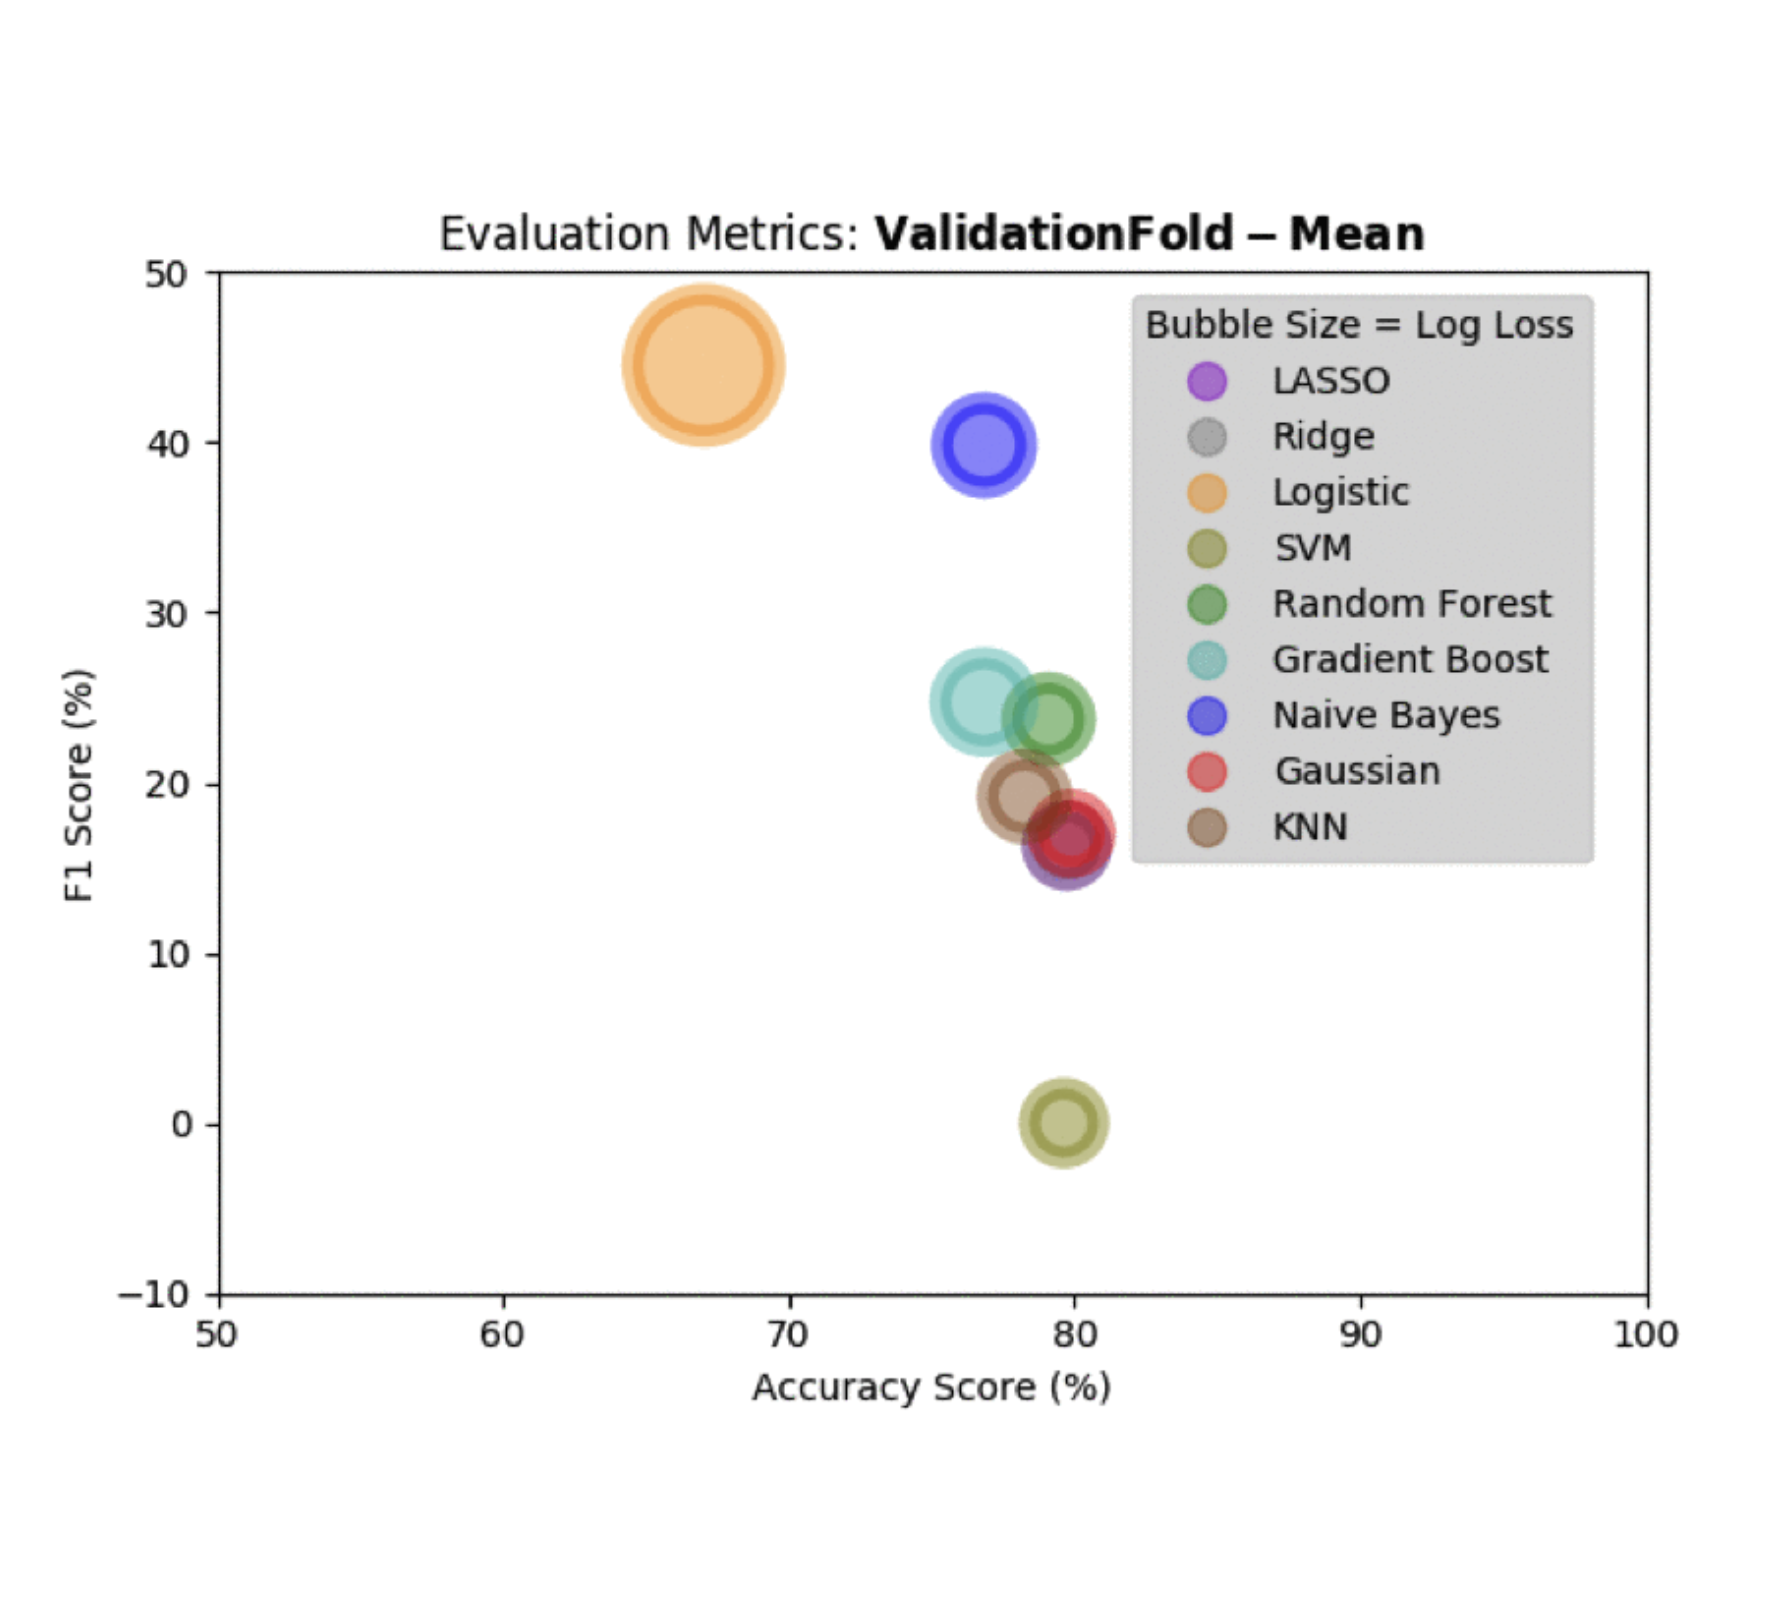 Evaluation Metrics: ValidationFold – Mean
50
40
30
20
10
0
−10
F1 Score (%)
Bubble Size = Log Loss
LASSO
Ridge
Logistic
SVM
Random Forest
Gradient Boost
Naive Bayes
Gaussian
KNN
50 60 70 80 90 100
Accuracy Score (%)